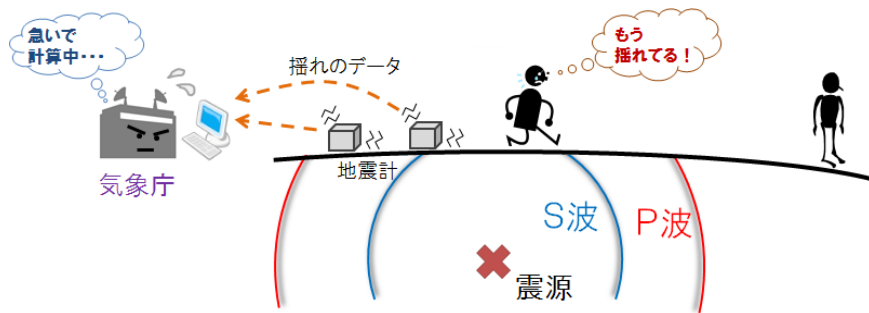 急いで
計算中･･･
揺れのデータ
もう
揺れてる！
地震計
気象庁
S波
P波
震源